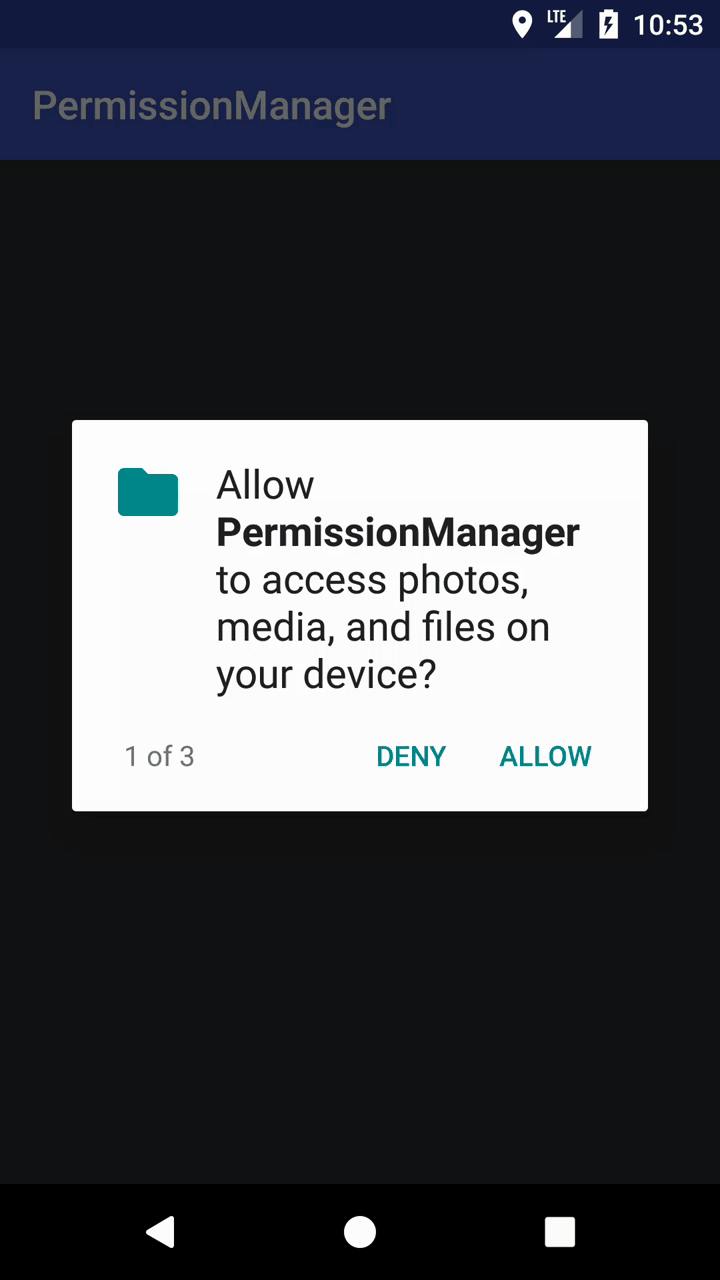 LTE 10:53
PermissionManager
Allow
PermissionManager
to access photos,
media, and files on
your device?
1 of 3 DENY ALLOW